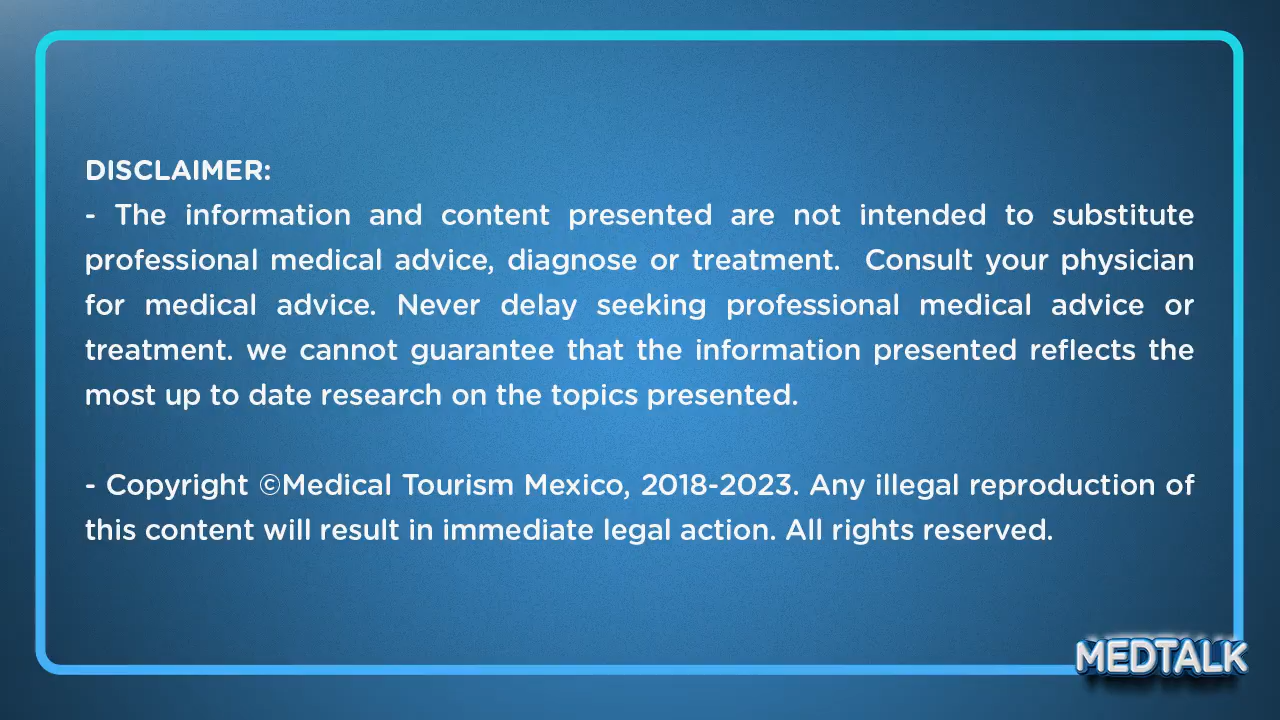 DISCLAIMER:
- The information and content presented are not intended to substitute
professional medical advice, diagnose or treatment.  Consult your physician
for medical advice. Never delay seeking professional medical advice or
treatment. we cannot guarantee that the information presented reflects the
most up to date research on the topics presented.
- Copyright ©Medical Tourism Mexico, 2018-2023. Any illegal reproduction of
this content will result in immediate legal action. All rights reserved.
MEDTALK